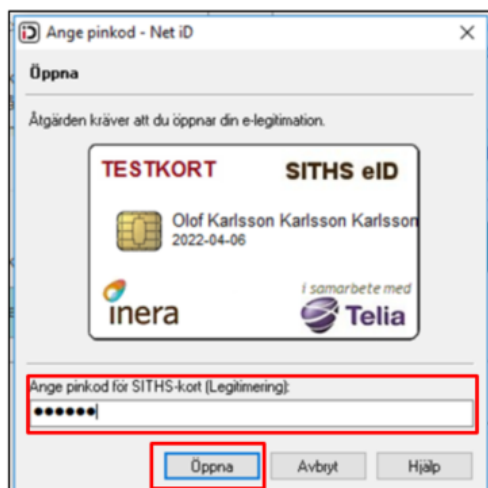 Ange pinkod - Net iD
Öppna
Åtgärden kräver att du öppnar din e-legitimation.
TESTKORT SITHS eID
Olof Karlsson Karlsson Karlsson
2022-04-06
inera
i samarbete med
Telia
Ange pinkod för SITHS-kort (Legitimering):
●●●●●●
Öppna Avbryt Hjälp